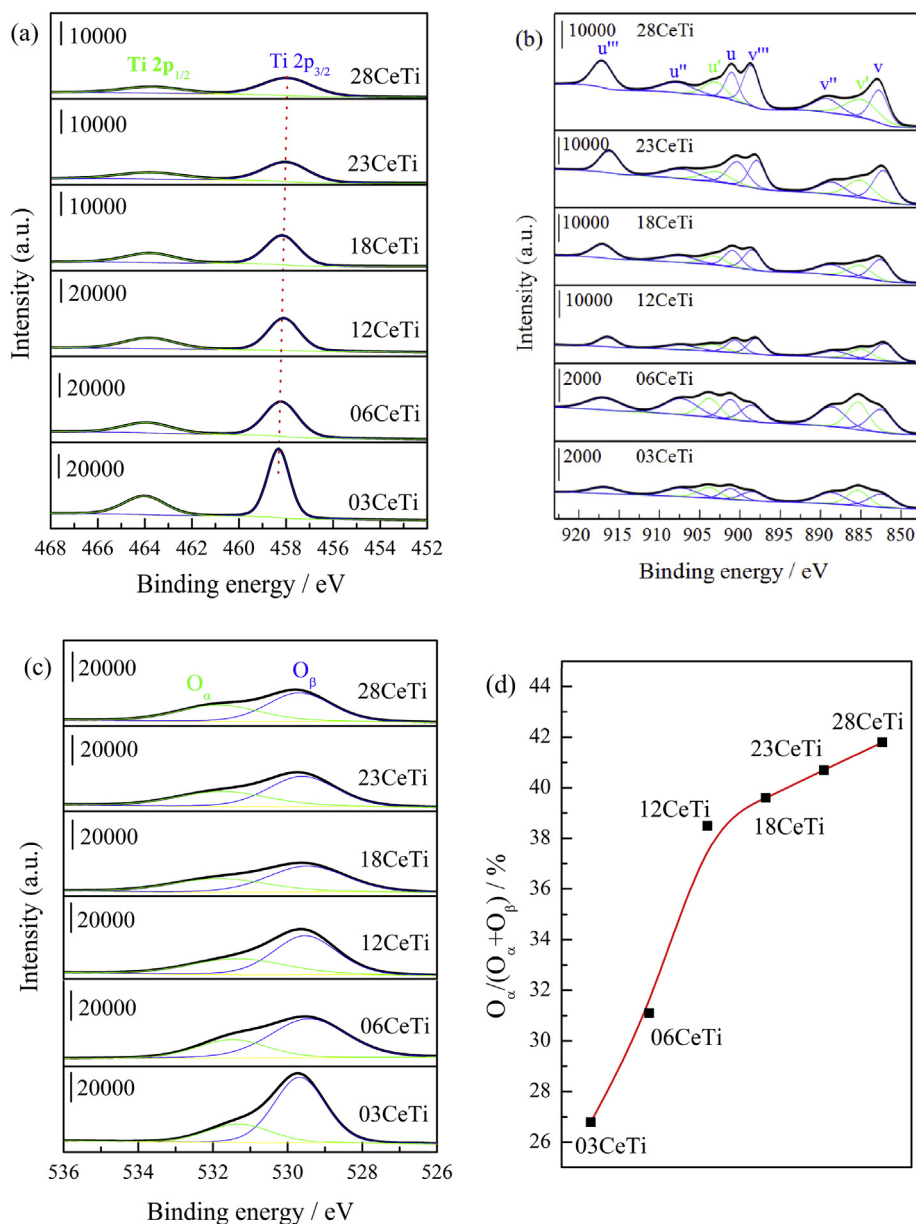 (a)
10000
Ti 2p1/2
Ti 2p3/2
28CeTi
10000
23CeTi
10000
18CeTi
20000
12CeTi
20000
06CeTi
20000
03CeTi
Intensity (a.u.)
468 466 464 462 460 458 456 454 452
Binding energy / eV
(b)
10000 28CeTi
u''' u'' u' u v''' v'' v' v
10000 23CeTi
10000 18CeTi
10000 12CeTi
2000 06CeTi
2000 03CeTi
Intensity (a.u.)
920 915 910 905 900 895 890 885 850
Binding energy / eV
(c)
20000
Oα
Oβ
28CeTi
20000
23CeTi
20000
18CeTi
20000
12CeTi
20000
06CeTi
20000
03CeTi
Intensity (a.u.)
536 534 532 530 528 526
Binding energy / eV
(d)
44
42
40
38
36
34
32
30
28
26
Oα/(Oα+Oβ) / %
28CeTi
23CeTi
12CeTi
18CeTi
06CeTi
03CeTi